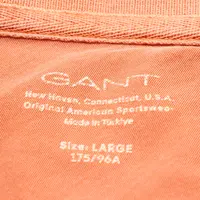 GANT
New Haven, Connecticut, U.S.A.
Original American Sportswear
Made in Türkiye
Size: LARGE
175/96A